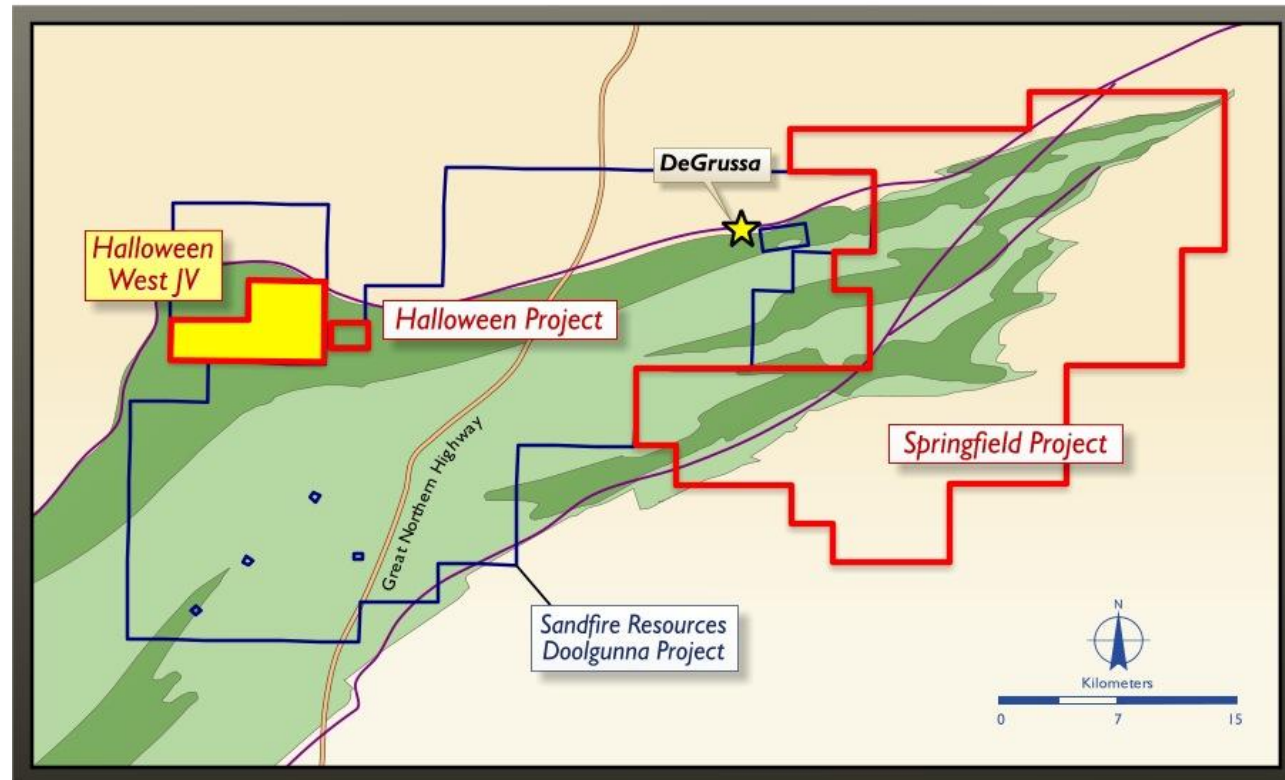 DeGrussa
Halloween
West JV
Halloween Project
Great Northern Highway
Springfield Project
Sandfire Resources
Doolgunna Project
N
Kilometers
0 7 15